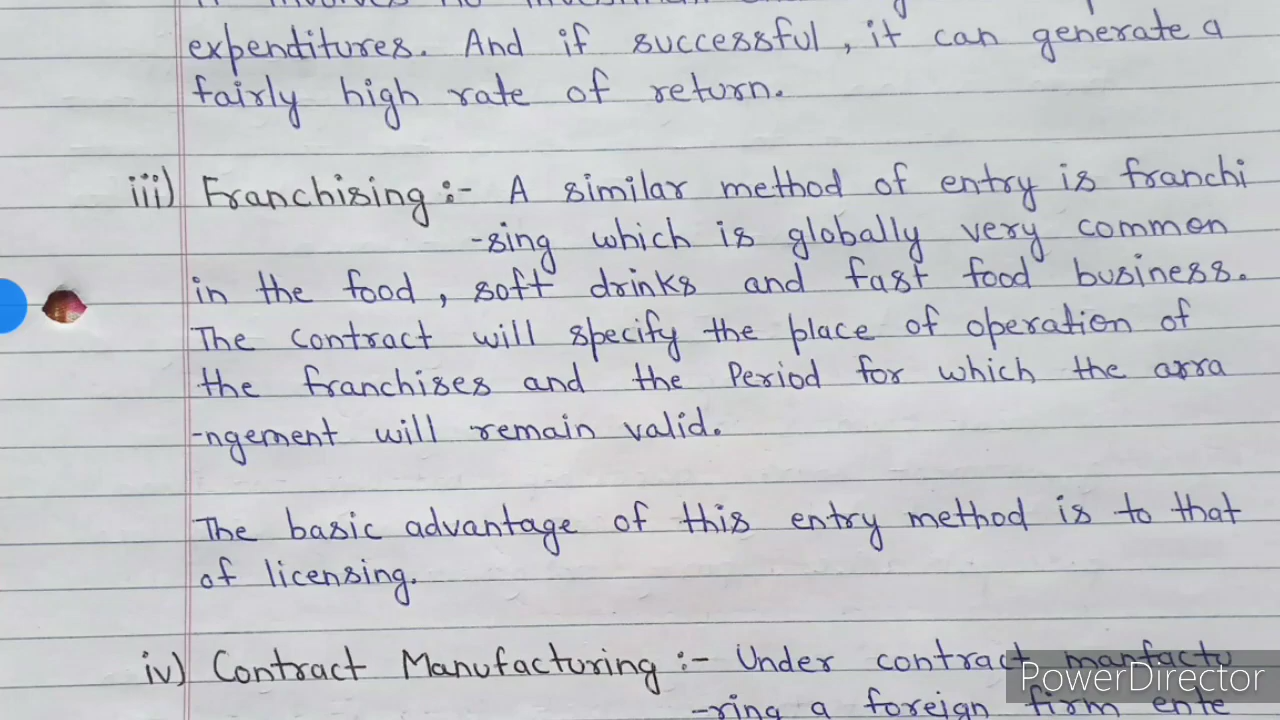 expenditures. And if successful, it can generate a
fairly high rate of return.
iii) Franchising :- A similar method of entry is franchi
-sing which is globally very common
in the food, soft drinks and fast food business.
The contract will specify the place of operation of
the franchises and the Period for which the arra
-ngement will remain valid.
The basic advantage of this entry method is to that
of licensing.
iv) Contract Manufacturing :- Under contract manfactu
-ring a foreign firm ente
PowerDirector